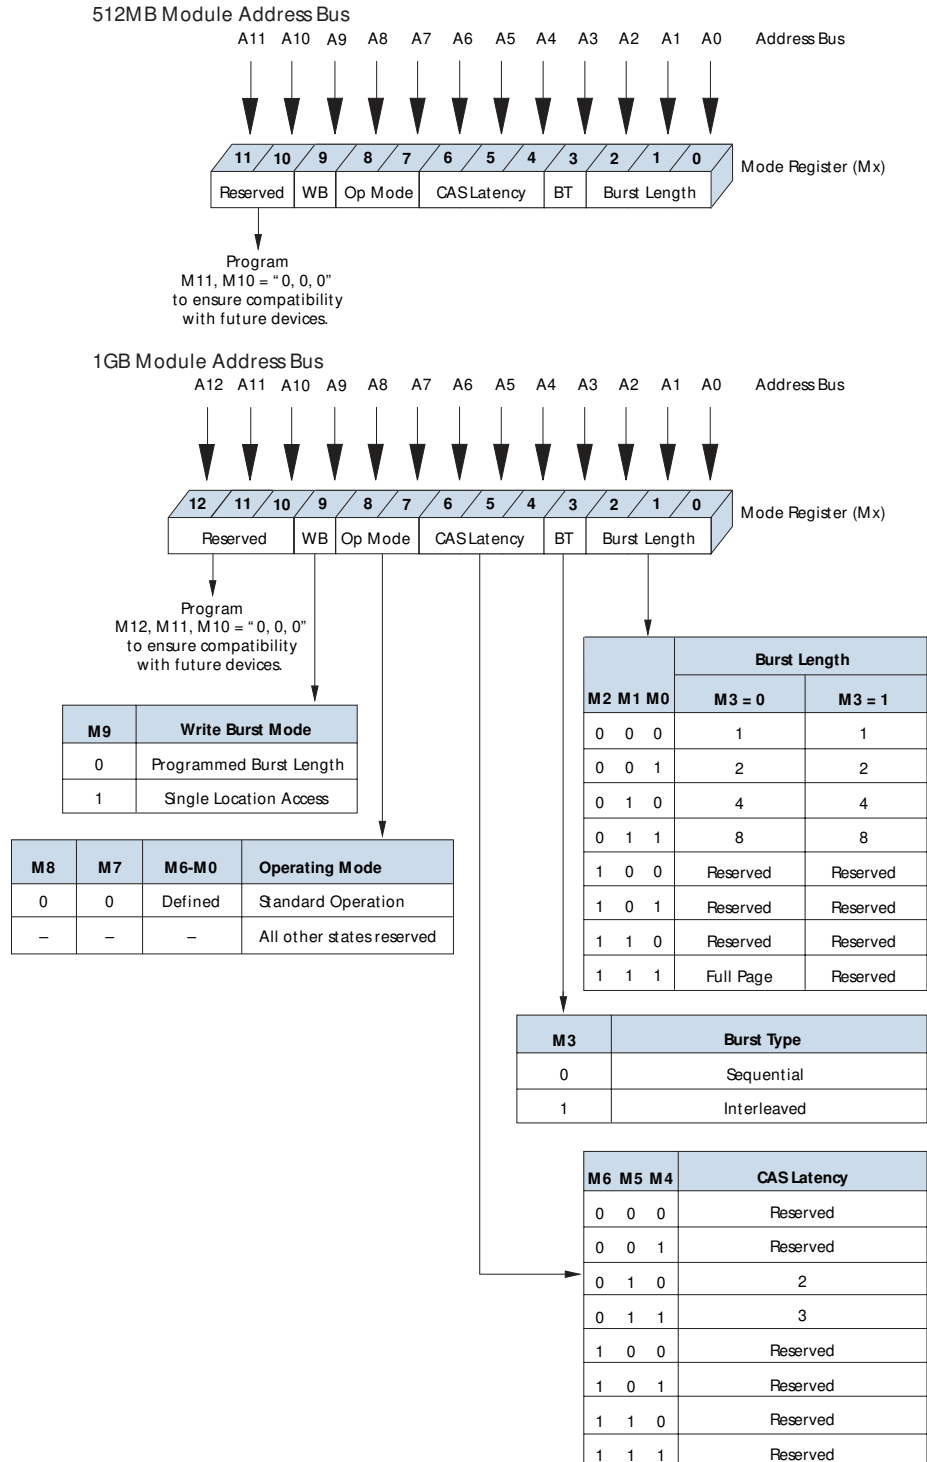 512MB Module Address Bus
A11 A10 A9 A8 A7 A6 A5 A4 A3 A2 A1 A0 Address Bus
11 10 9 8 7 6 5 4 3 2 1 0
Mode Register (Mx)
Reserved WB Op Mode CAS Latency BT Burst Length
Program
M11, M10 = “0, 0, 0”
to ensure compatibility
with future devices.
1GB Module Address Bus
A12 A11 A10 A9 A8 A7 A6 A5 A4 A3 A2 A1 A0 Address Bus
12 11 10 9 8 7 6 5 4 3 2 1 0
Mode Register (Mx)
Reserved WB Op Mode CAS Latency BT Burst Length
Program
M12, M11, M10 = “0, 0, 0”
to ensure compatibility
with future devices.
M9 Write Burst Mode
0 Programmed Burst Length
1 Single Location Access
M8 M7 M6-M0 Operating Mode
0 0 Defined Standard Operation
– – – All other states reserved
Burst Length
M2 M1 M0 M3 = 0 M3 = 1
0 0 0 1 1
0 0 1 2 2
0 1 0 4 4
0 1 1 8 8
1 0 0 Reserved Reserved
1 0 1 Reserved Reserved
1 1 0 Reserved Reserved
1 1 1 Full Page Reserved
M3 Burst Type
0 Sequential
1 Interleaved
M6 M5 M4 CAS Latency
0 0 0 Reserved
0 0 1 Reserved
0 1 0 2
0 1 1 3
1 0 0 Reserved
1 0 1 Reserved
1 1 0 Reserved
1 1 1 Reserved